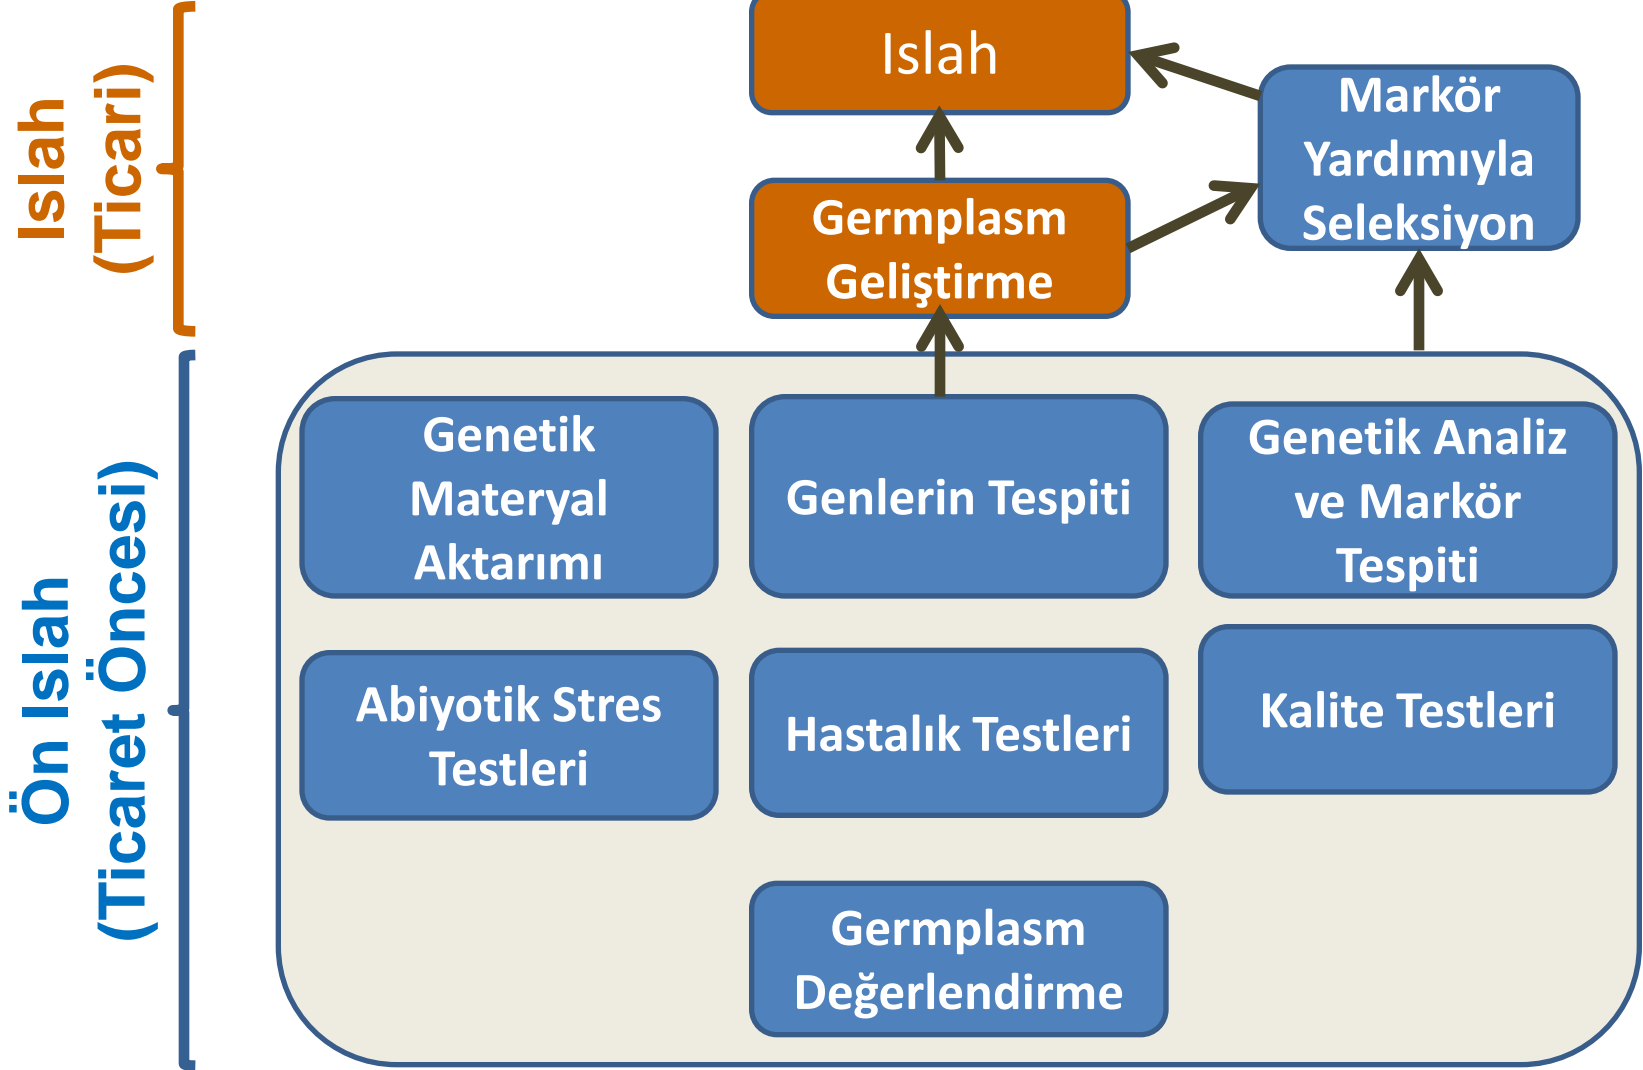 Islah
(Ticari)
Islah
Markör
Yardımıyla
Seleksiyon
Germplasm
Geliştirme
Ön Islah
(Ticaret Öncesi)
Genetik
Materyal
Aktarımı
Genlerin Tespiti
Genetik Analiz
ve Markör
Tespiti
Abiyotik Stres
Testleri
Hastalık Testleri
Kalite Testleri
Germplasm
Değerlendirme